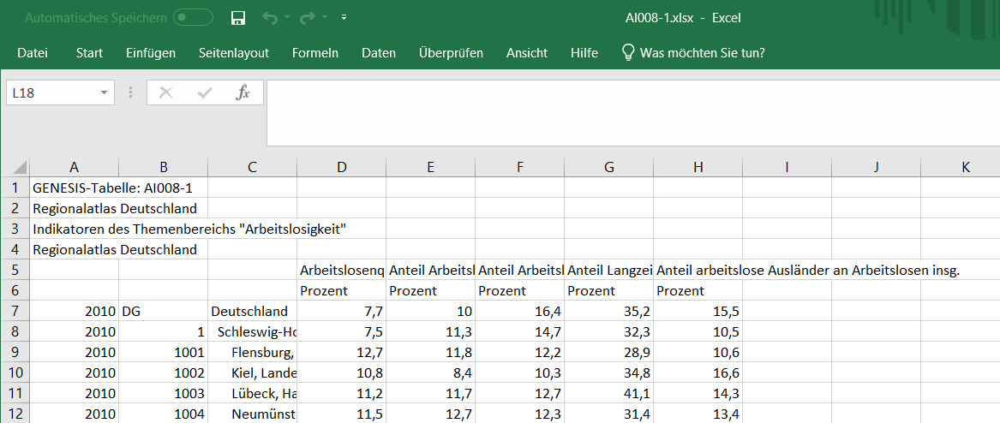 Automatisches Speichern AI008-1.xlsx - Excel
Datei Start Einfügen Seitenlayout Formeln Daten Überprüfen Ansicht Hilfe Was möchten Sie tun?
L18 fx
A B C D E F G H I J K
1 GENESIS-Tabelle: AI008-1
2 Regionalatlas Deutschland
3 Indikatoren des Themenbereichs "Arbeitslosigkeit"
4 Regionalatlas Deutschland
5 Arbeitslosenq Anteil Arbeitsl Anteil Arbeitsl Anteil Langzei Anteil arbeitslose Ausländer an Arbeitslosen insg.
6 Prozent Prozent Prozent Prozent Prozent
7 2010 DG Deutschland 7,7 10 16,4 35,2 15,5
8 2010 1 Schleswig-Ho 7,5 11,3 14,7 32,3 10,5
9 2010 1001 Flensburg, 12,7 11,8 12,2 28,9 10,6
10 2010 1002 Kiel, Lande 10,8 8,4 10,3 34,8 16,6
11 2010 1003 Lübeck, Ha 11,2 11,7 12,7 41,1 14,3
12 2010 1004 Neumünst 11,5 12,7 12,3 31,4 13,4